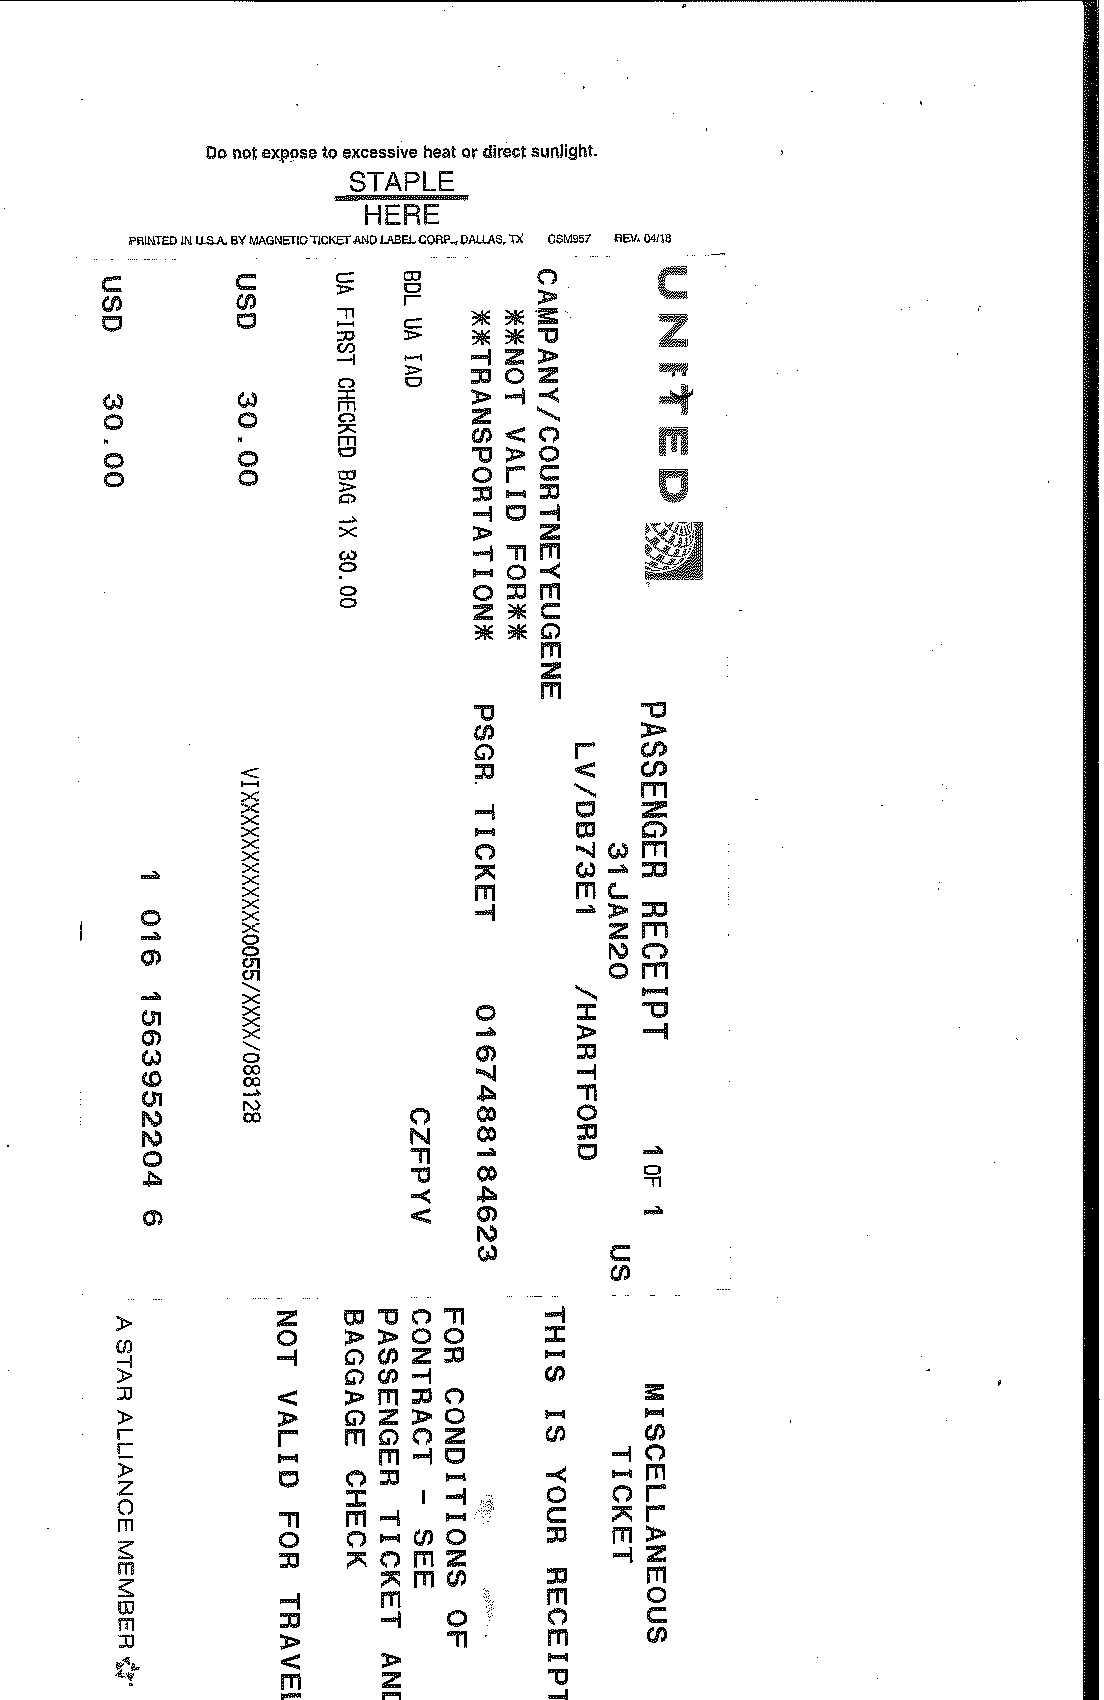 Do not expose to excessive heat or direct sunlight.
STAPLE
HERE
PRINTED IN U.S.A. BY MAGNETIC TICKET AND LABEL CORP., DALLAS, TX OSM957 REV. 04/18
UNITED
PASSENGER RECEIPT 1 OF 1
31JAN20 US
LV/DB73E1 /HARTFORD
CAMPANY/COURTNEYEUGENE
**NOT VALID FOR**
**TRANSPORTATION* PSGR TICKET 0167488184623
BDL UA IAD CZFPYV
UA FIRST CHECKED BAG 1X 30.00
USD 30.00 VIXXXXXXXXXXXX0055/XXXX/088128
1 016 1563952204 6
USD 30.00
MISCELLANEOUS
TICKET
THIS IS YOUR RECEIPT
FOR CONDITIONS OF
CONTRACT - SEE
PASSENGER TICKET AND
BAGGAGE CHECK
NOT VALID FOR TRAVEL
A STAR ALLIANCE MEMBER